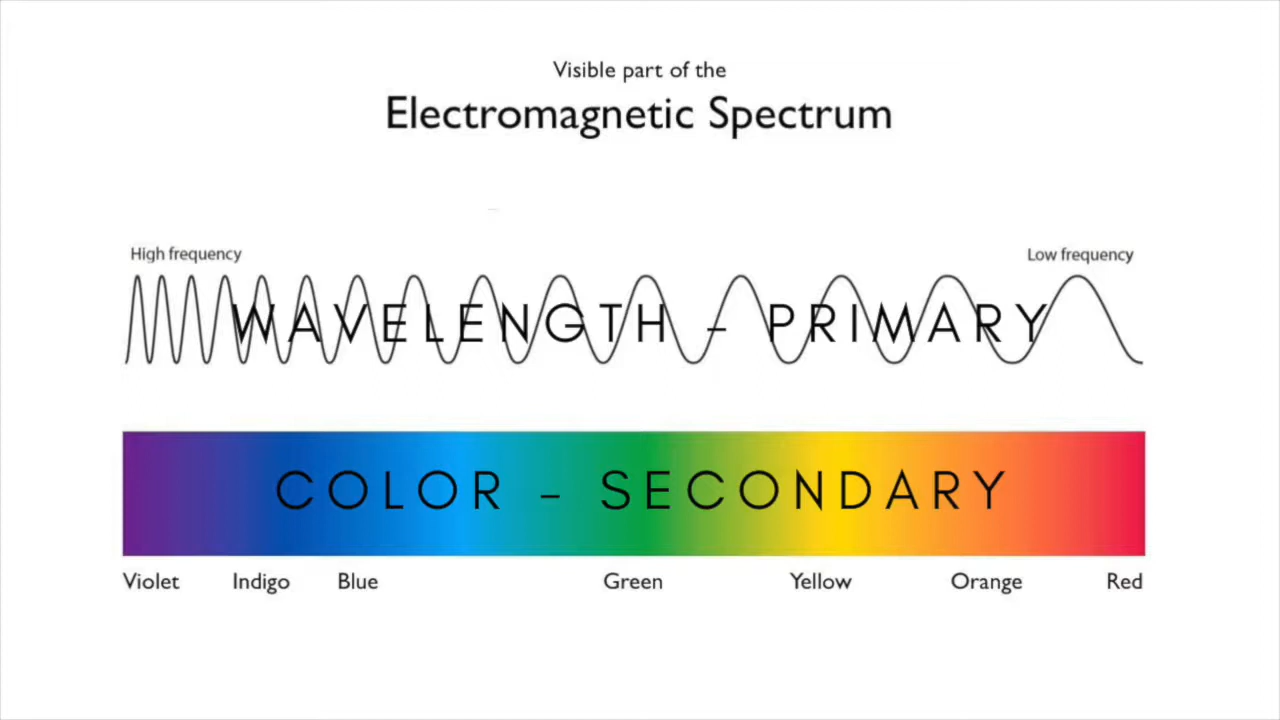 Visible part of the
Electromagnetic Spectrum
High frequency Low frequency
WAVELENGTH – PRIMARY
COLOR – SECONDARY
Violet Indigo Blue Green Yellow Orange Red